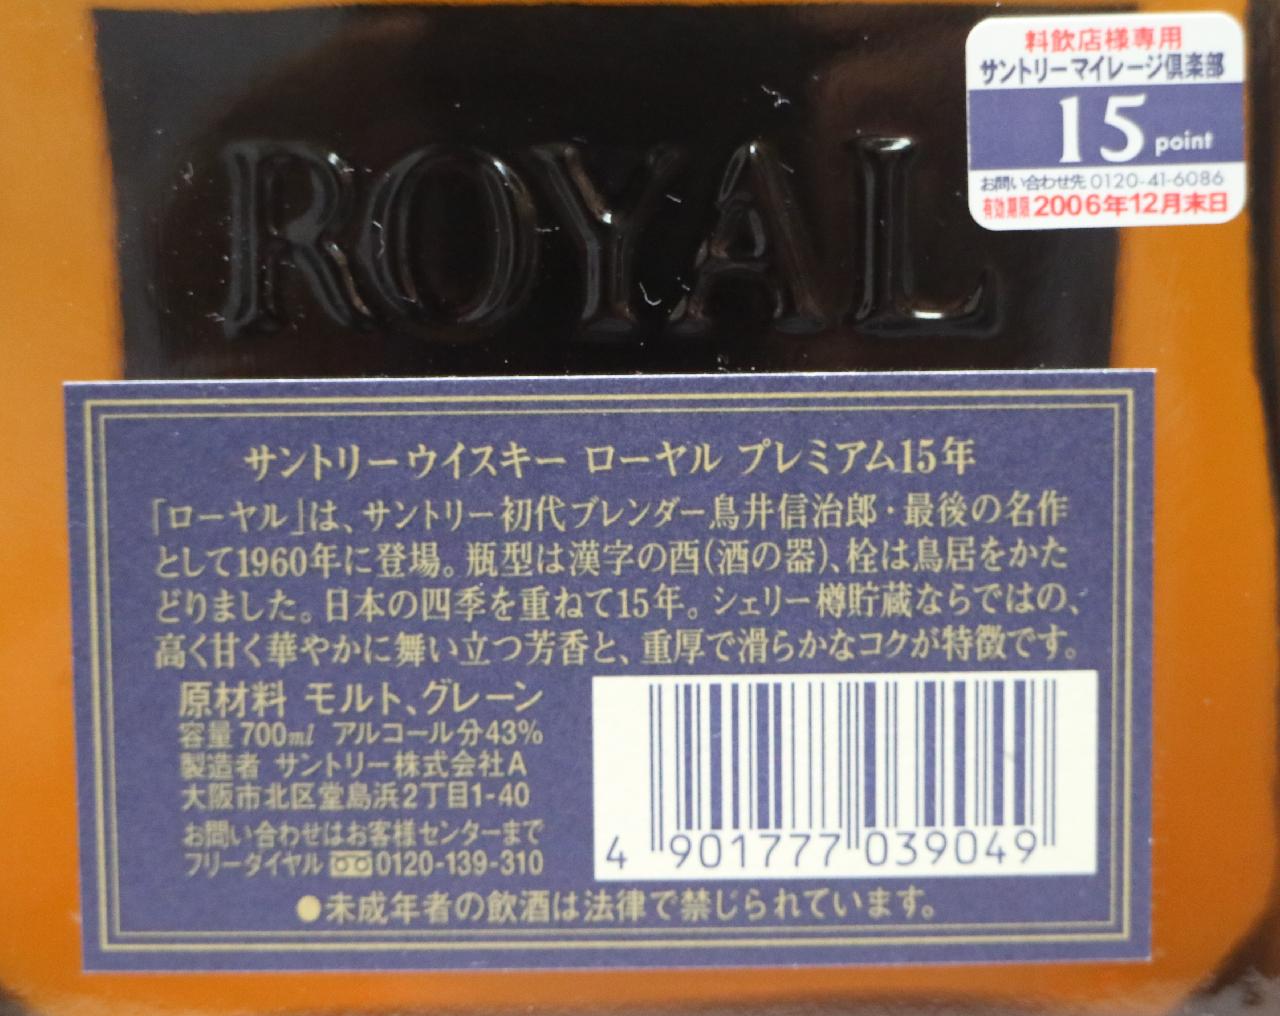 料飲店様専用
サントリーマイレージ倶楽部
15 point
お問い合わせ先 0120-41-6086
有効期限 2006年12月末日
ROYAL
サントリーウイスキー ローヤル プレミアム15年
「ローヤル」は、サントリー初代ブレンダー鳥井信治郎・最後の名作
として1960年に登場。瓶型は漢字の酉(酒の器)、栓は鳥居をかた
どりました。日本の四季を重ねて15年。シェリー樽貯蔵ならではの、
高く甘く華やかに舞い立つ芳香と、重厚で滑らかなコクが特徴です。
原材料 モルト、グレーン
容量 700ml アルコール分43%
製造者 サントリー株式会社A
大阪市北区堂島浜2丁目1-40
お問い合わせはお客様センターまで
フリーダイヤル 0120-139-310
4 901777 039049
●未成年者の飲酒は法律で禁じられています。